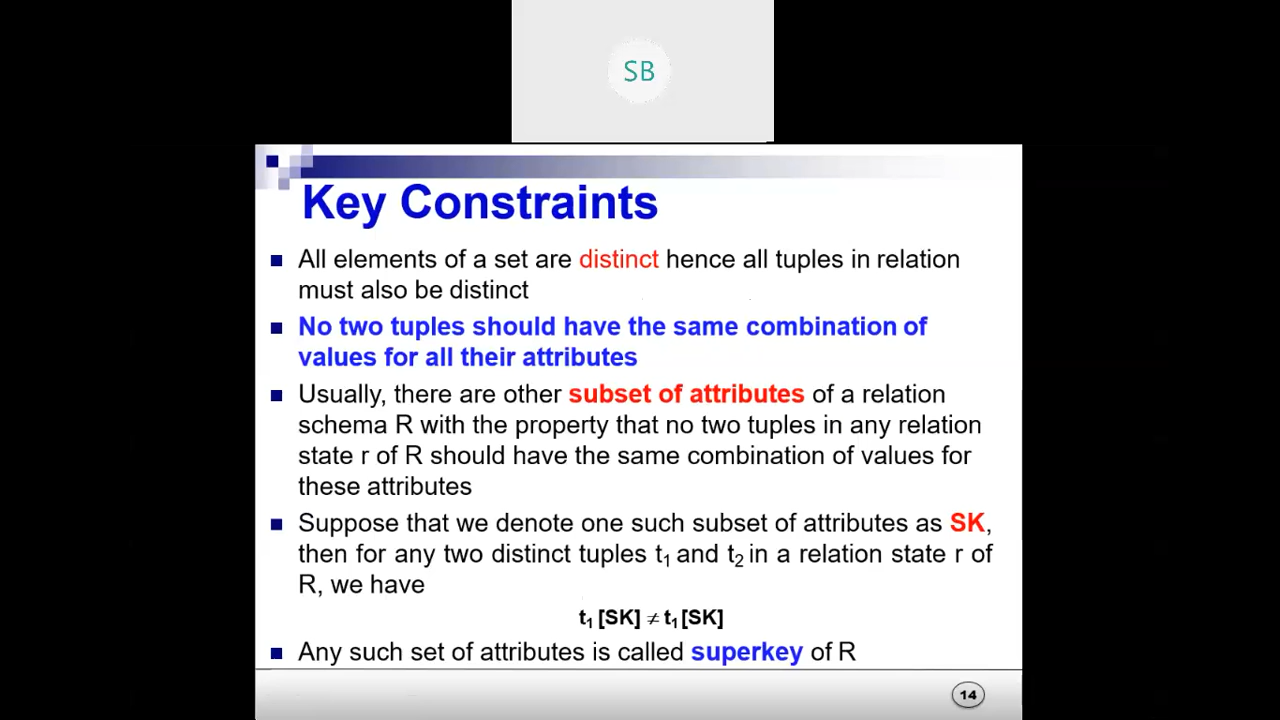 SB
Key Constraints
All elements of a set are distinct hence all tuples in relation
must also be distinct
No two tuples should have the same combination of
values for all their attributes
Usually, there are other subset of attributes of a relation
schema R with the property that no two tuples in any relation
state r of R should have the same combination of values for
these attributes
Suppose that we denote one such subset of attributes as SK,
then for any two distinct tuples t₁ and t₂ in a relation state r of
R, we have
t₁ [SK] ≠ t₁ [SK]
Any such set of attributes is called superkey of R
14